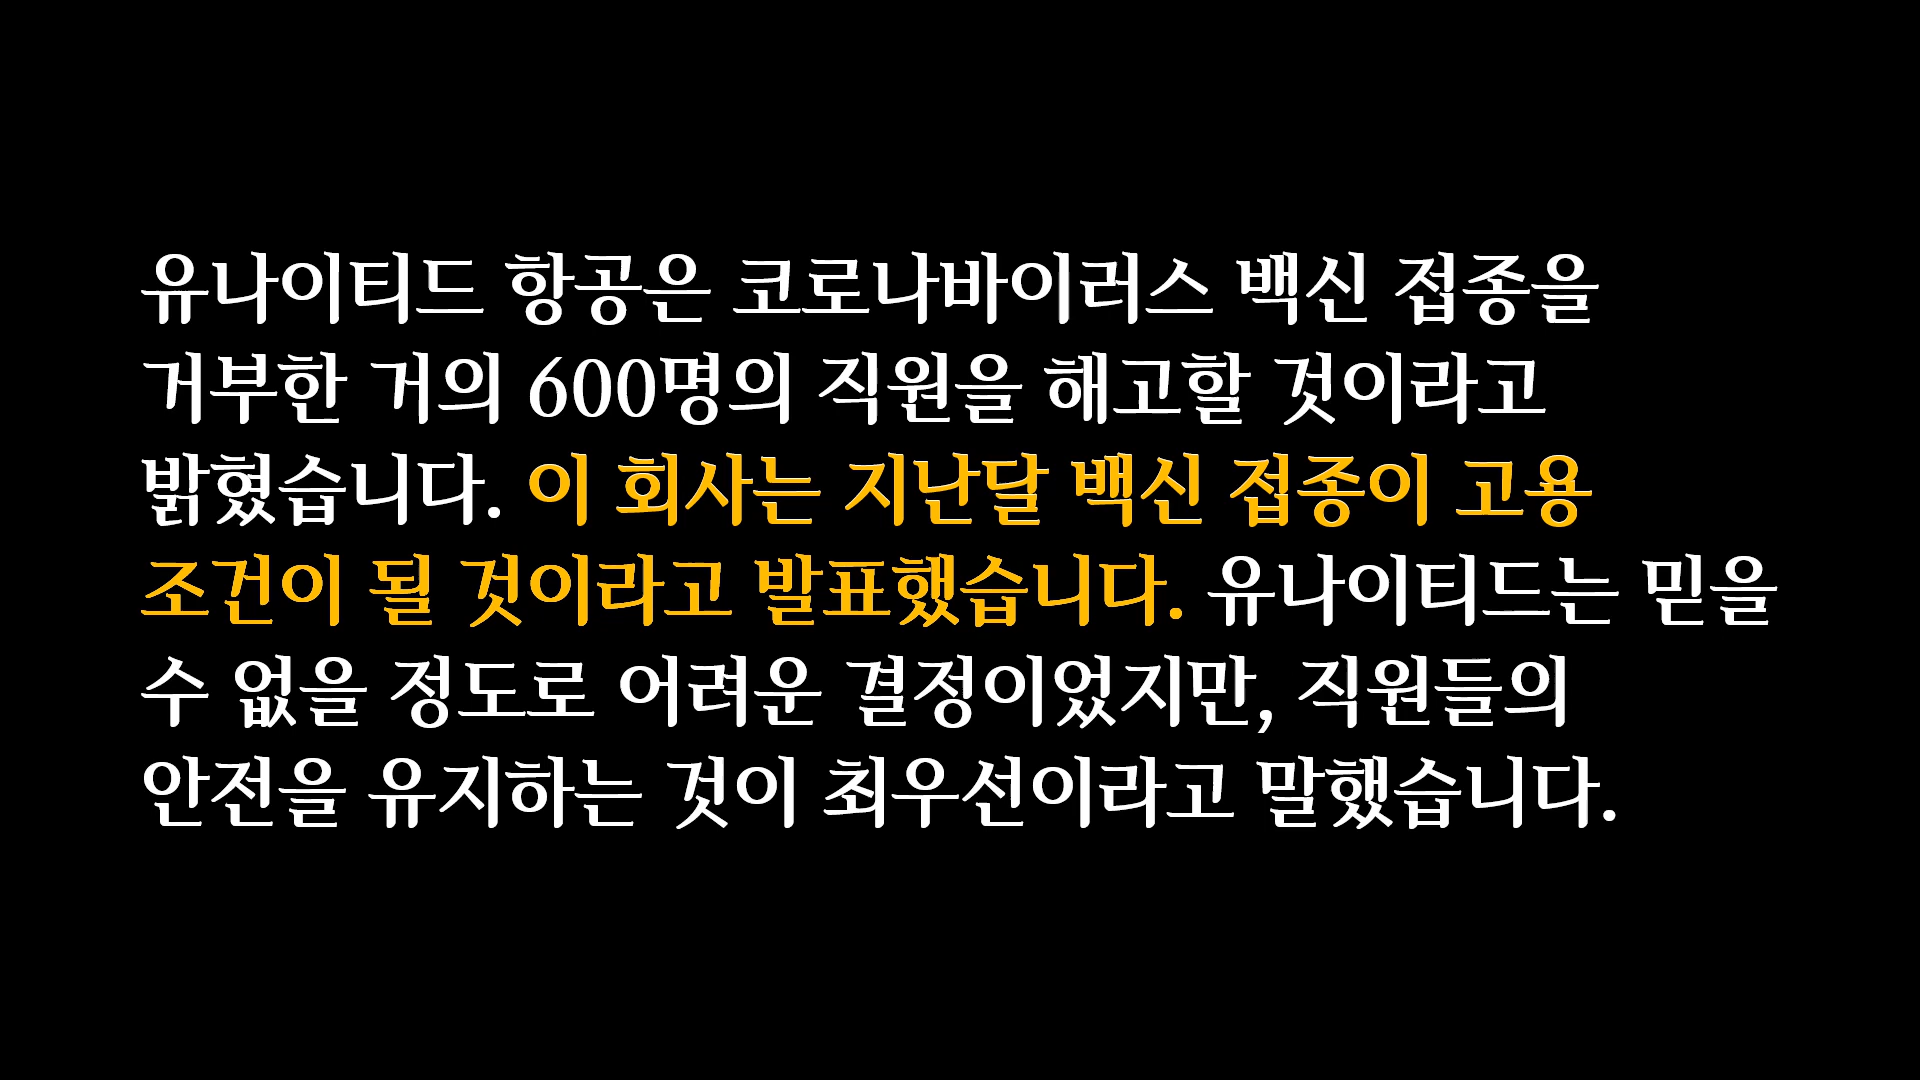 유나이티드 항공은 코로나바이러스 백신 접종을
거부한 거의 600명의 직원을 해고할 것이라고
밝혔습니다. 이 회사는 지난달 백신 접종이 고용
조건이 될 것이라고 발표했습니다. 유나이티드는 믿을
수 없을 정도로 어려운 결정이었지만, 직원들의
안전을 유지하는 것이 최우선이라고 말했습니다.